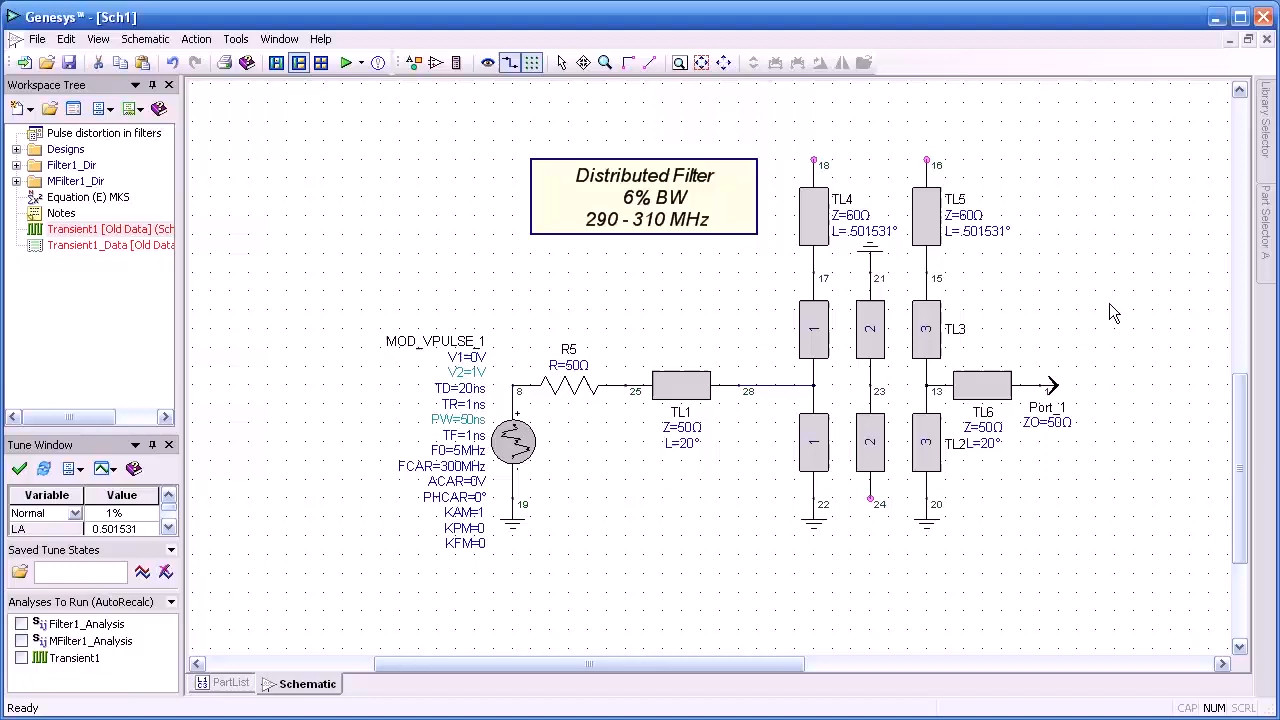 Genesys™ - [Sch1]
File Edit View Schematic Action Tools Window Help
Workspace Tree
Pulse distortion in filters
Designs
Filter1_Dir
MFilter1_Dir
Equation (E) MKS
Notes
Transient1 [Old Data] (Sch
Transient1_Data [Old Data
Tune Window
Variable Value
Normal 1%
LA 0.501531
Saved Tune States
Analyses To Run (AutoRecalc)
Filter1_Analysis
MFilter1_Analysis
Transient1
Distributed Filter
6% BW
290 - 310 MHz
18
TL4
Z=60Ω
L=.501531°
16
TL5
Z=60Ω
L=.501531°
17
21
15
1
2
3
TL3
MOD_VPULSE_1
V1=0V
V2=1V
TD=20ns
TR=1ns
PW=50ns
TF=1ns
F0=5MHz
FCAR=300MHz
ACAR=0V
PHCAR=0°
KAM=1
KPM=0
KFM=0
R5
R=50Ω
8
25
28
23
13
1
TL1
Z=50Ω
L=20°
TL6
Z=50Ω
L=20°
Port_1
ZO=50Ω
1
2
3
TL2
19
22
24
20
Library Selector
Part Selector A
PartList
Schematic
Ready
CAP NUM SCRL